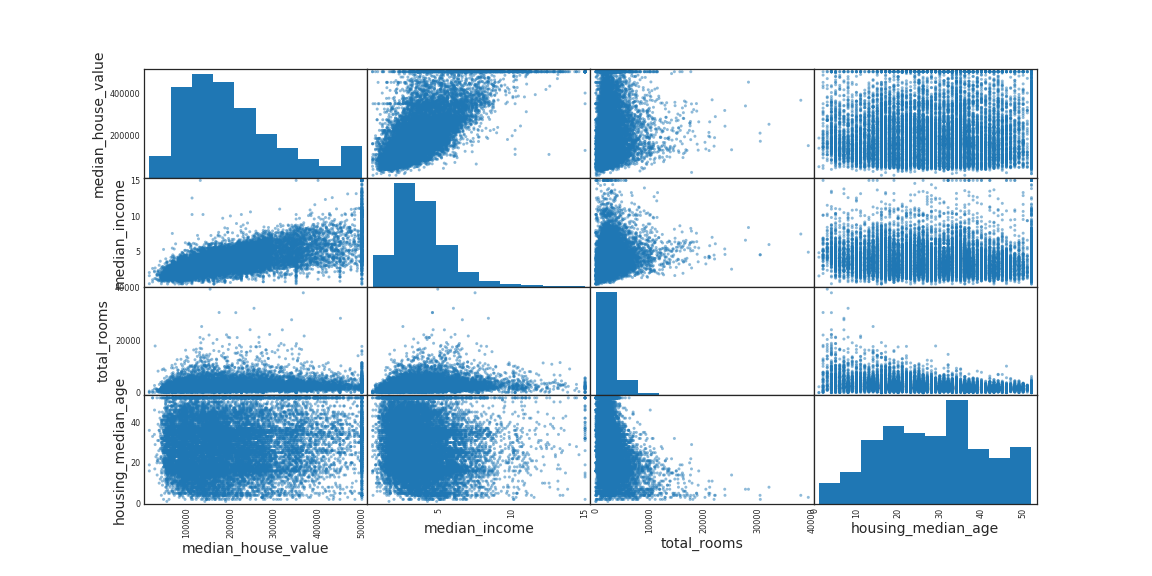 median_house_value
400000
200000
median_income
15
10
5
total_rooms
40000
20000
0
housing_median_age
40
20
0
100000 200000 300000 400000 500000
5 10 15
0 10000 20000 30000 40000
0 10 20 30 40 50
median_house_value
median_income
total_rooms
housing_median_age